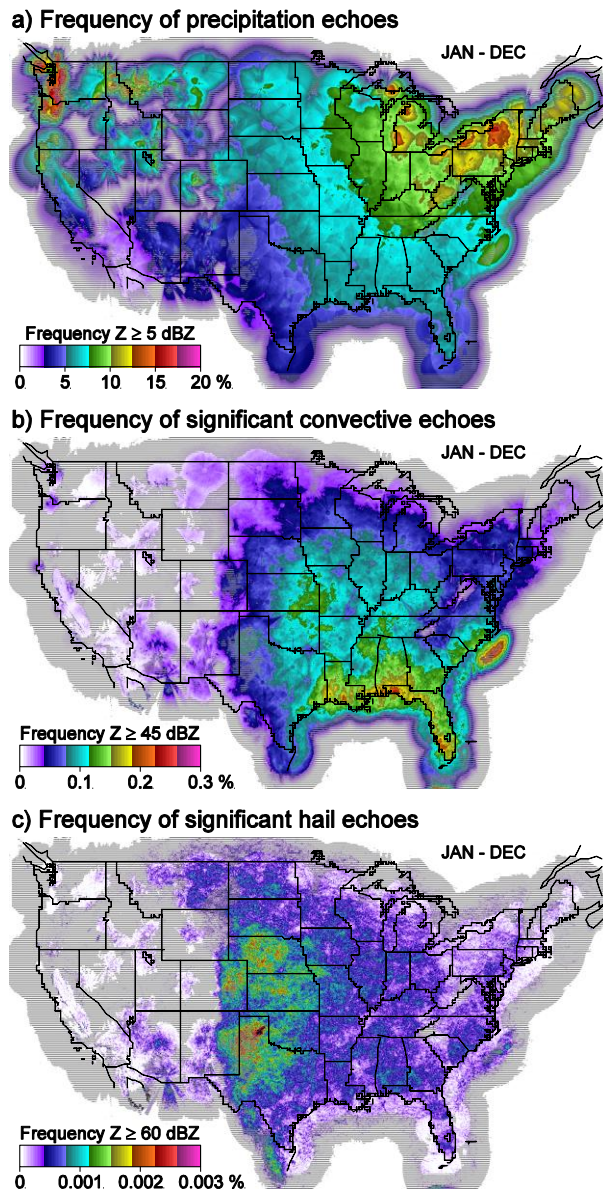 a) Frequency of precipitation echoes
JAN - DEC
Frequency Z ≥ 5 dBZ
0 5 10 15 20 %
b) Frequency of significant convective echoes
JAN - DEC
Frequency Z ≥ 45 dBZ
0 0.1 0.2 0.3 %
c) Frequency of significant hail echoes
JAN - DEC
Frequency Z ≥ 60 dBZ
0 0.001 0.002 0.003 %